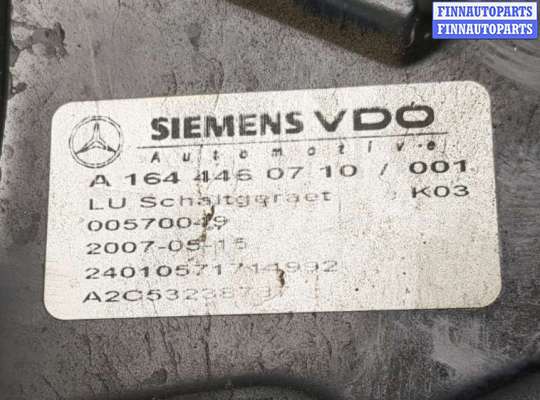 FINNAUTOPARTS
FINNAUTOPARTS
SIEMENS VDO
Automotive
A 164 446 07 10 / 001
LU Schaltgeraet K03
2007-05-15